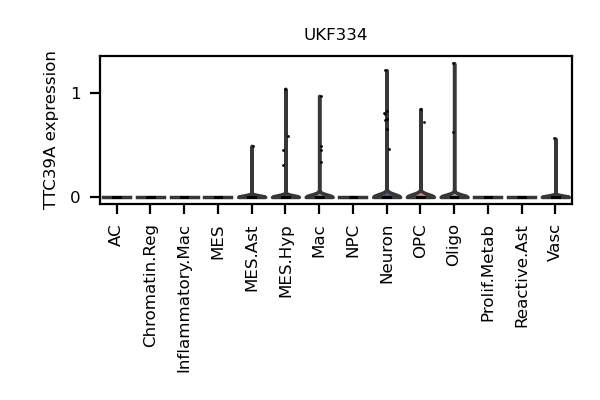 UKF334
TTC39A expression
1
0
AC
Chromatin.Reg
Inflammatory.Mac
MES
MES.Ast
MES.Hyp
Mac
NPC
Neuron
OPC
Oligo
Prolif.Metab
Reactive.Ast
Vasc